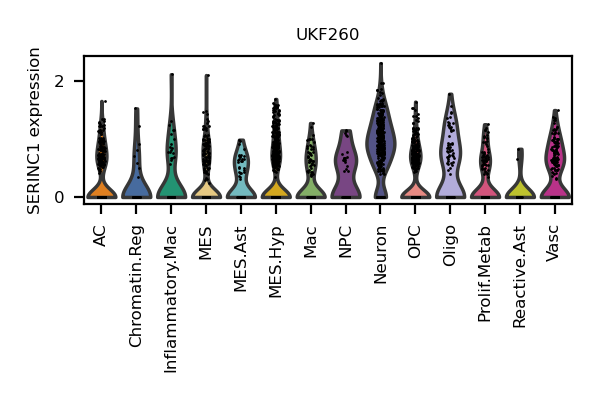 UKF260
SERINC1 expression
2
0
AC
Chromatin.Reg
Inflammatory.Mac
MES
MES.Ast
MES.Hyp
Mac
NPC
Neuron
OPC
Oligo
Prolif.Metab
Reactive.Ast
Vasc